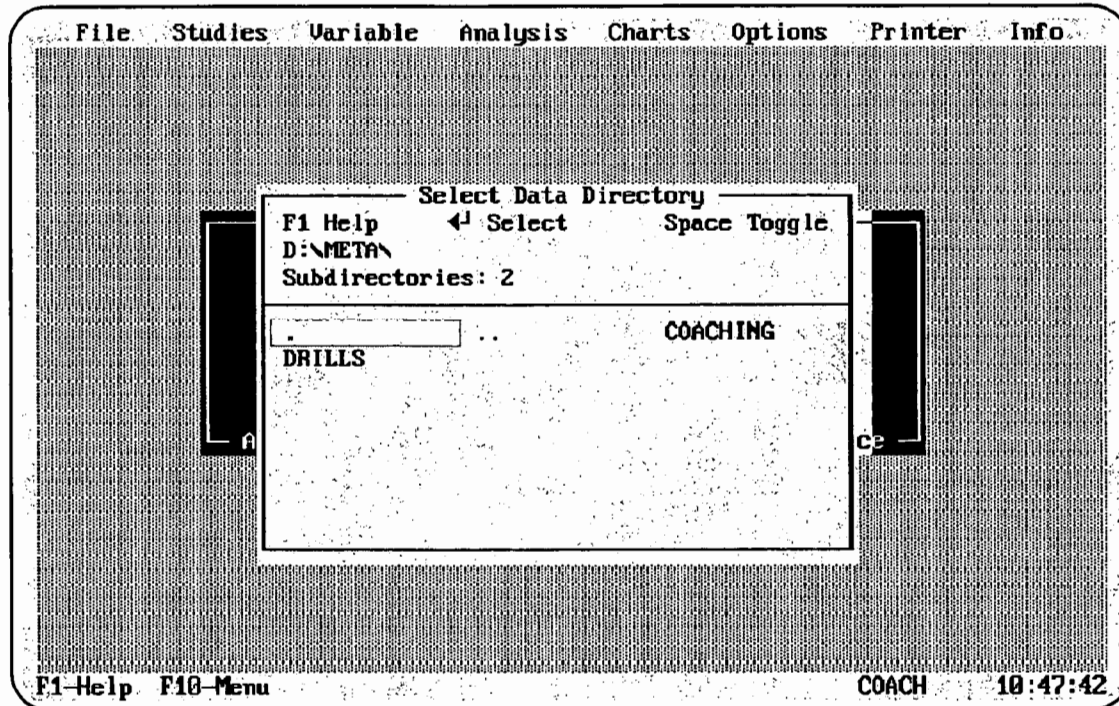 File Studies Variable Analysis Charts Options Printer Info
Select Data Directory
F1 Help ↵ Select Space Toggle
D:\META\
Subdirectories: 2
. .. COACHING
DRILLS
A ce
F1-Help F10-Menu COACH 10:47:42